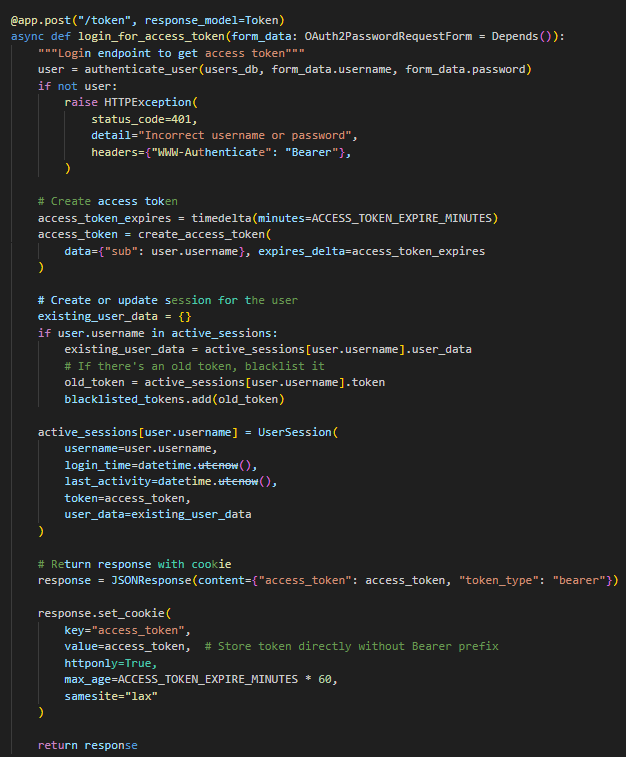 @app.post("/token", response_model=Token)
async def login_for_access_token(form_data: OAuth2PasswordRequestForm = Depends()):
    """Login endpoint to get access token"""
    user = authenticate_user(users_db, form_data.username, form_data.password)
    if not user:
        raise HTTPException(
            status_code=401,
            detail="Incorrect username or password",
            headers={"WWW-Authenticate": "Bearer"},
        )

    # Create access token
    access_token_expires = timedelta(minutes=ACCESS_TOKEN_EXPIRE_MINUTES)
    access_token = create_access_token(
        data={"sub": user.username}, expires_delta=access_token_expires
    )

    # Create or update session for the user
    existing_user_data = {}
    if user.username in active_sessions:
        existing_user_data = active_sessions[user.username].user_data
        # If there's an old token, blacklist it
        old_token = active_sessions[user.username].token
        blacklisted_tokens.add(old_token)

    active_sessions[user.username] = UserSession(
        username=user.username,
        login_time=datetime.utcnow(),
        last_activity=datetime.utcnow(),
        token=access_token,
        user_data=existing_user_data
    )

    # Return response with cookie
    response = JSONResponse(content={"access_token": access_token, "token_type": "bearer"})

    response.set_cookie(
        key="access_token",
        value=access_token,  # Store token directly without Bearer prefix
        httponly=True,
        max_age=ACCESS_TOKEN_EXPIRE_MINUTES * 60,
        samesite="lax"
    )

    return response